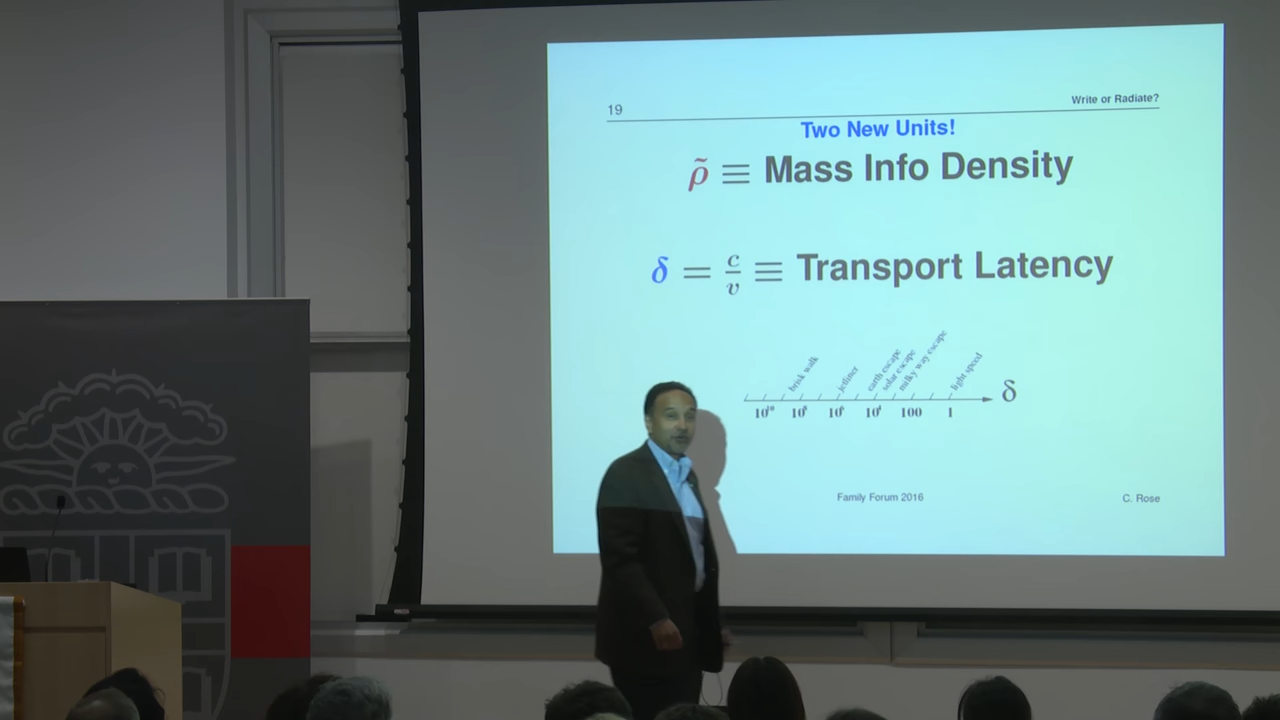 19
Write or Radiate?
Two New Units!
ρ̃ ≡ Mass Info Density
δ = c/v ≡ Transport Latency
brisk walk jetliner earth escape solar escape milky way escape light speed
10¹⁰ 10⁸ 10⁶ 10⁴ 100 1 δ
Family Forum 2016
C. Rose